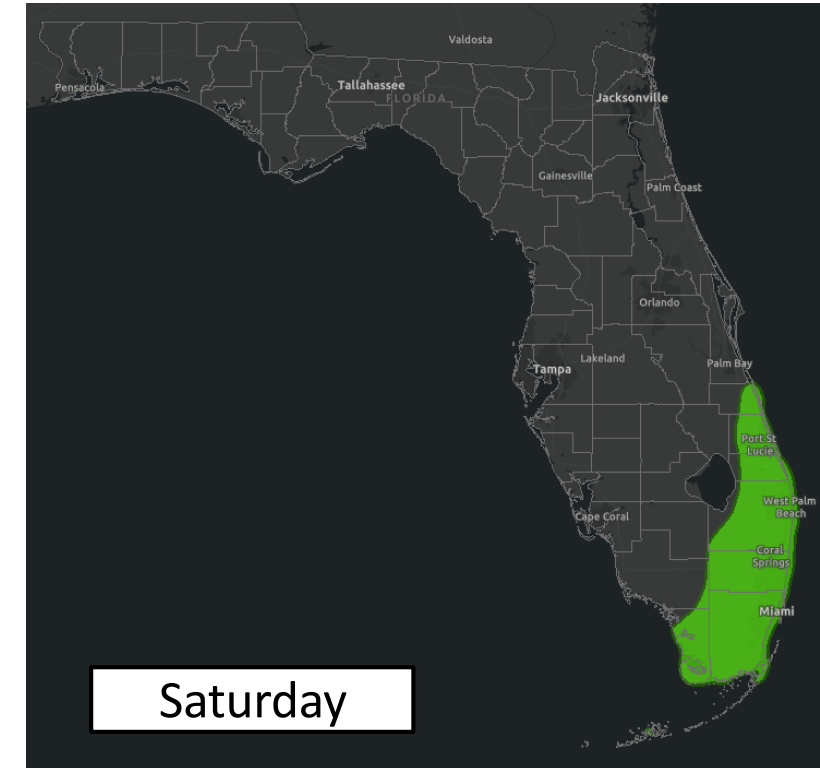 Valdosta
Pensacola
Tallahassee
FLORIDA
Jacksonville
Gainesville
Palm Coast
Orlando
Lakeland
Palm Bay
Tampa
Port St
Lucie
West Palm
Beach
Cape Coral
Coral
Springs
Miami
Saturday